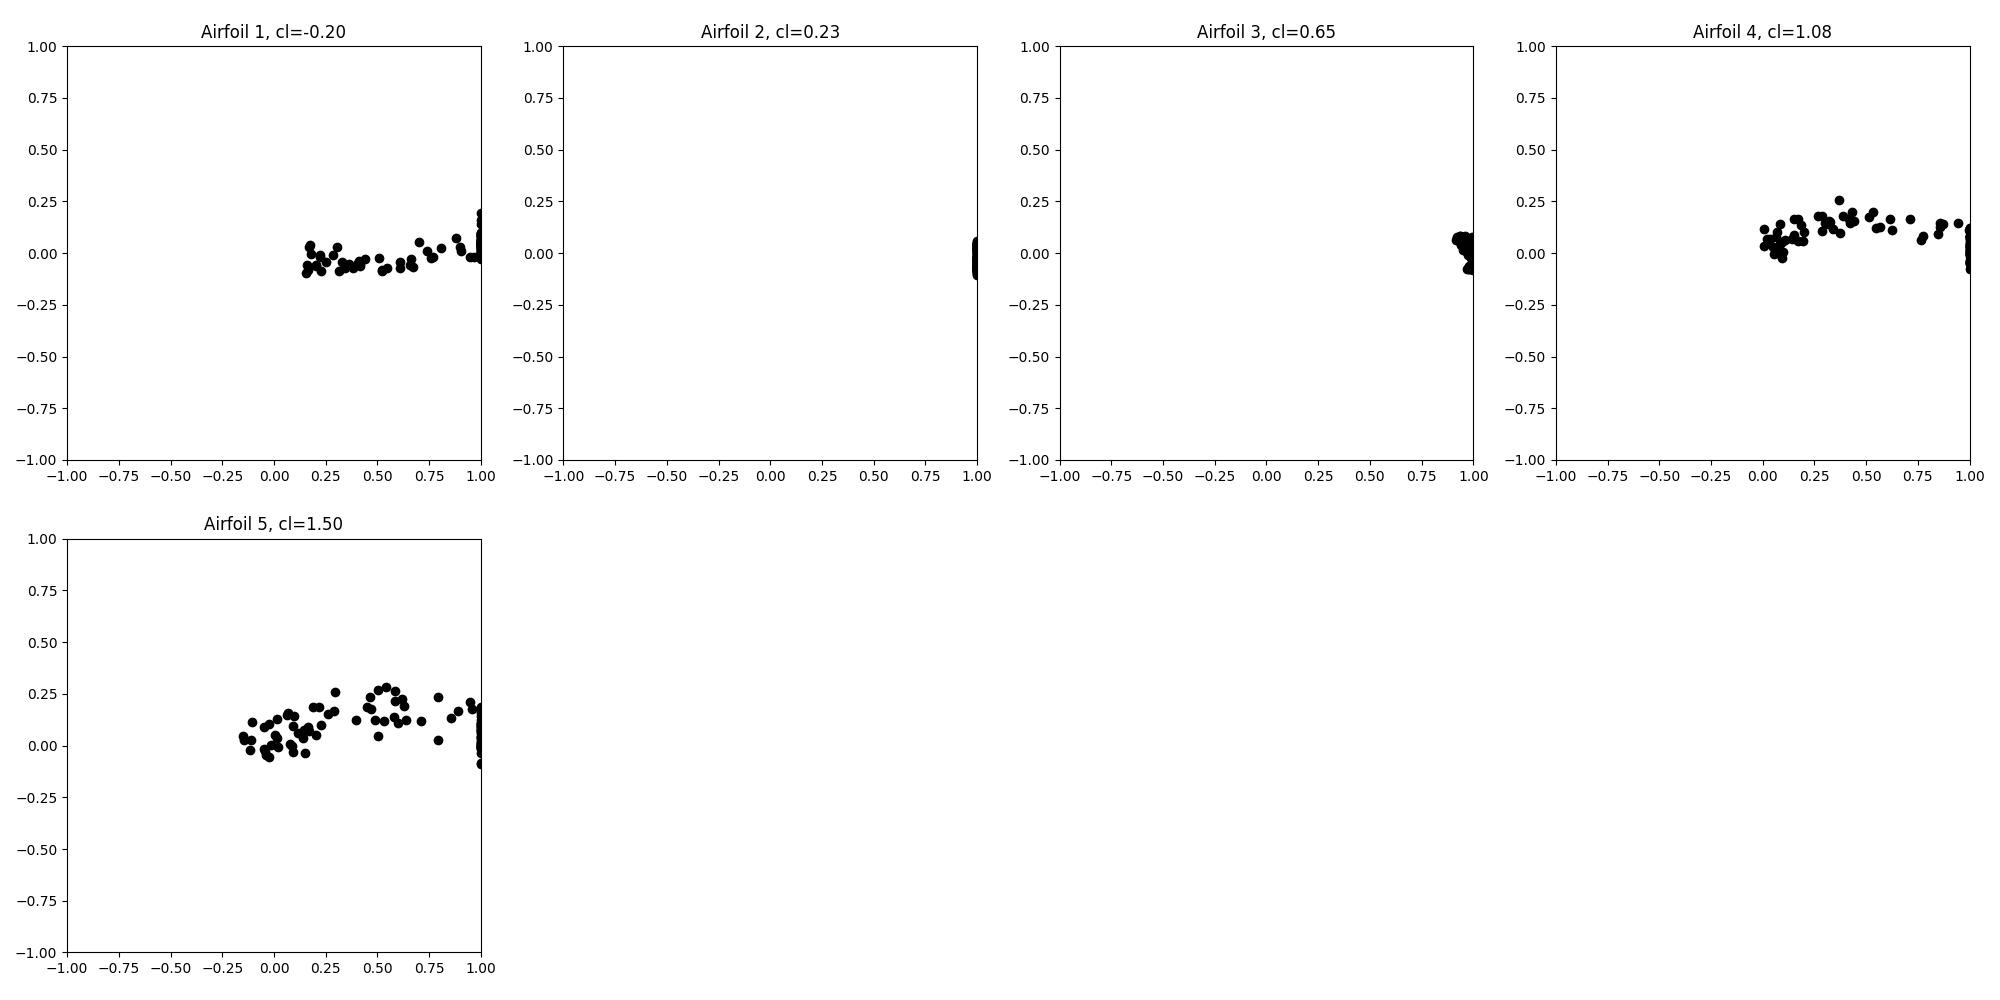 Airfoil 1, cl=-0.20
Airfoil 2, cl=0.23
Airfoil 3, cl=0.65
Airfoil 4, cl=1.08
1.00 1.00 1.00 1.00
0.75 0.75 0.75 0.75
0.50 0.50 0.50 0.50
0.25 0.25 0.25 0.25
0.00 0.00 0.00 0.00
−0.25 −0.25 −0.25 −0.25
−0.50 −0.50 −0.50 −0.50
−0.75 −0.75 −0.75 −0.75
−1.00 −1.00 −1.00 −1.00
−1.00 −0.75 −0.50 −0.25 0.00 0.25 0.50 0.75 1.00
−1.00 −0.75 −0.50 −0.25 0.00 0.25 0.50 0.75 1.00
−1.00 −0.75 −0.50 −0.25 0.00 0.25 0.50 0.75 1.00
−1.00 −0.75 −0.50 −0.25 0.00 0.25 0.50 0.75 1.00
Airfoil 5, cl=1.50
1.00
0.75
0.50
0.25
0.00
−0.25
−0.50
−0.75
−1.00
−1.00 −0.75 −0.50 −0.25 0.00 0.25 0.50 0.75 1.00